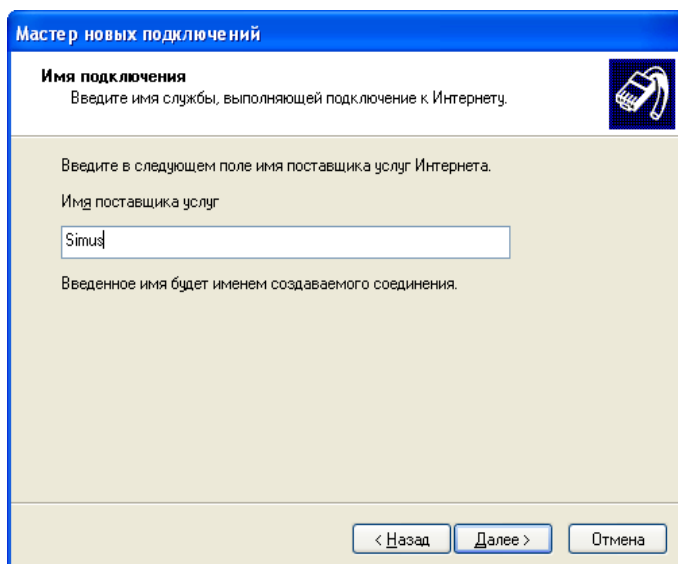 Мастер новых подключений
Имя подключения
Введите имя службы, выполняющей подключение к Интернету.
Введите в следующем поле имя поставщика услуг Интернета.
Имя поставщика услуг
Simus
Введенное имя будет именем создаваемого соединения.
< Назад Далее > Отмена